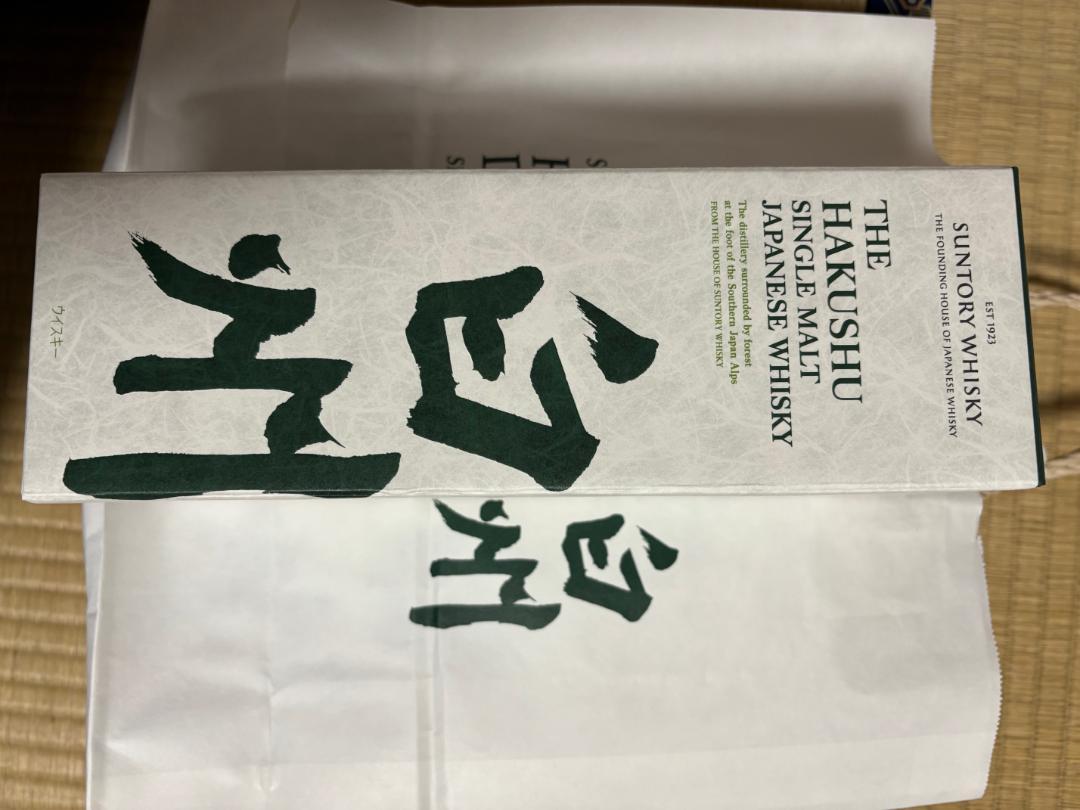 EST 1923
SUNTORY WHISKY
THE FOUNDING HOUSE OF JAPANESE WHISKY
THE
HAKUSHU
SINGLE MALT
JAPANESE WHISKY
The distillery surrounded by forest
at the foot of the Southern Japan Alps
FROM THE HOUSE OF SUNTORY WHISKY
白州
ウイスキー
白州